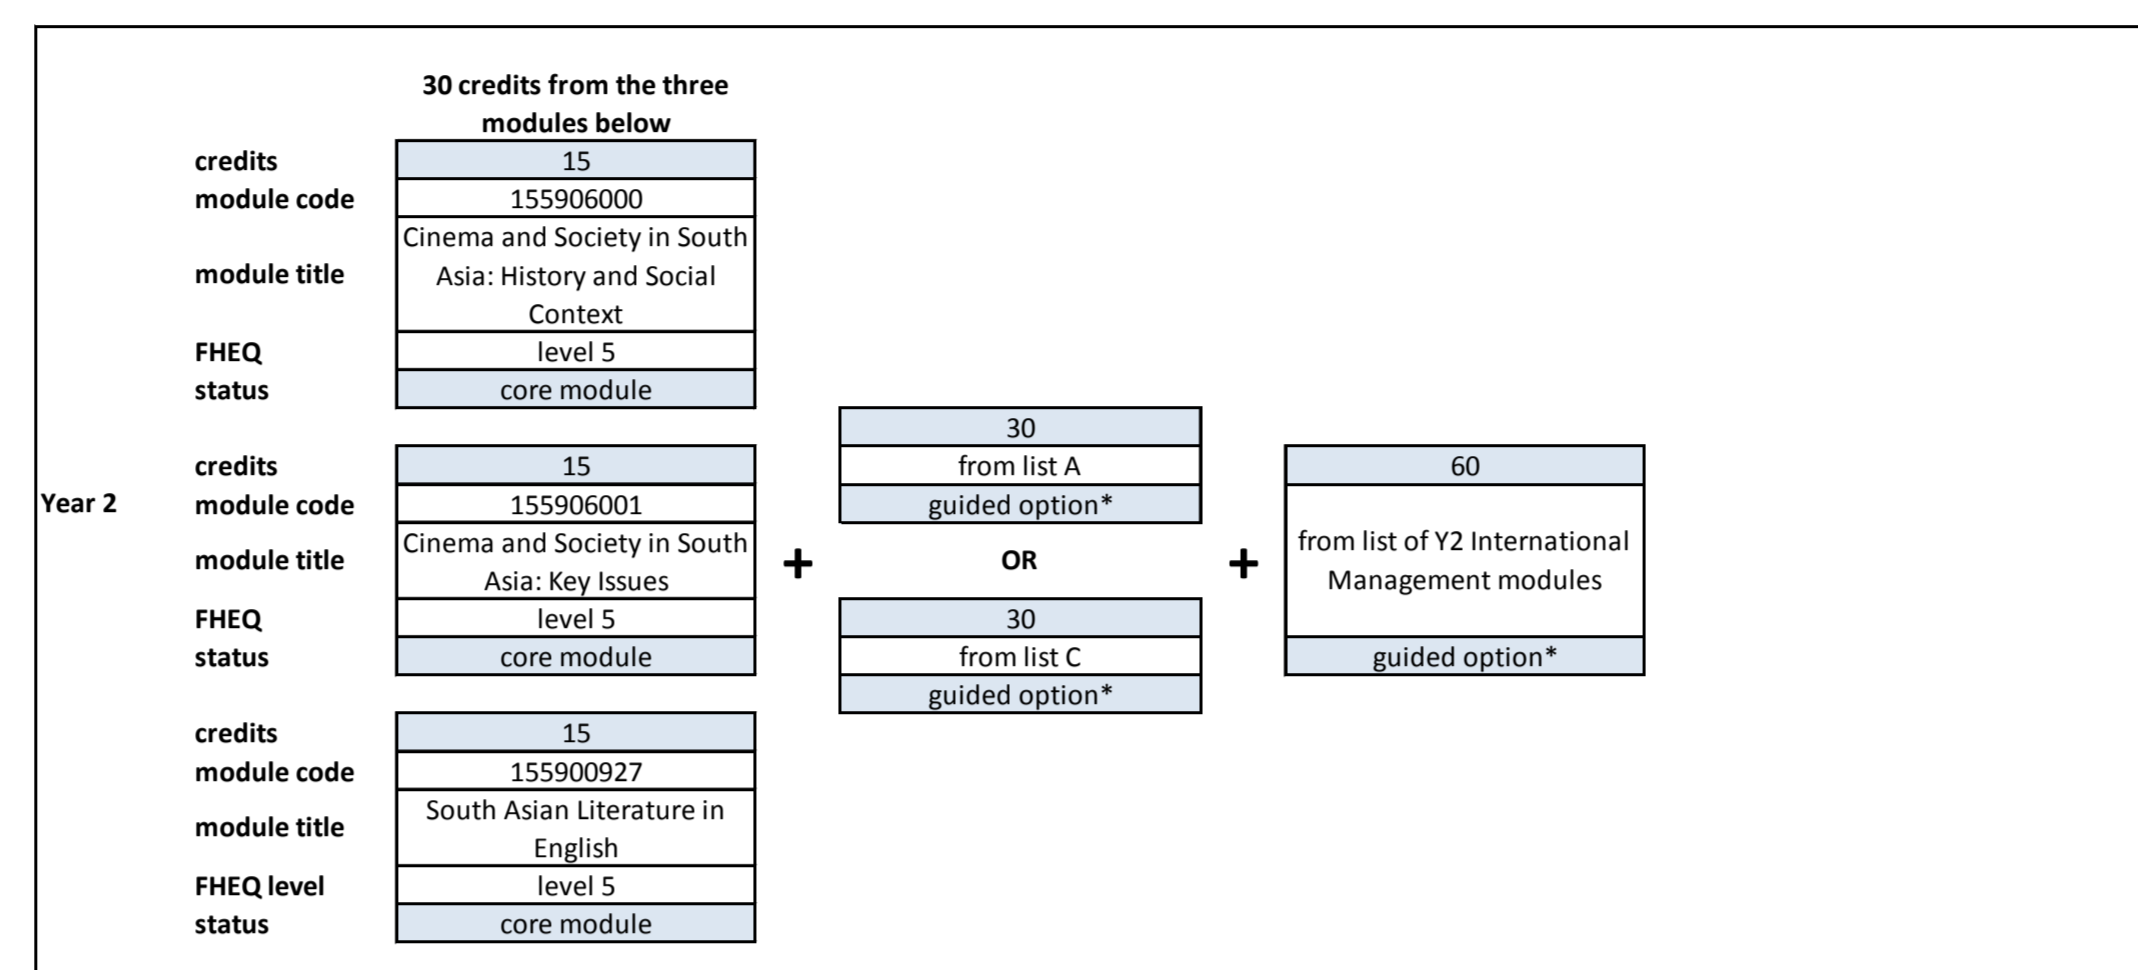 30 credits from the three
modules below
credits 15
module code 155906000
module title Cinema and Society in South
Asia: History and Social
Context
FHEQ level 5
status core module
30
from list A
guided option*
OR
30
from list C
guided option*
Year 2
credits 15
module code 155906001
module title Cinema and Society in South
Asia: Key Issues
FHEQ level 5
status core module
+
+
60
from list of Y2 International
Management modules
guided option*
credits 15
module code 155900927
module title South Asian Literature in
English
FHEQ level level 5
status core module